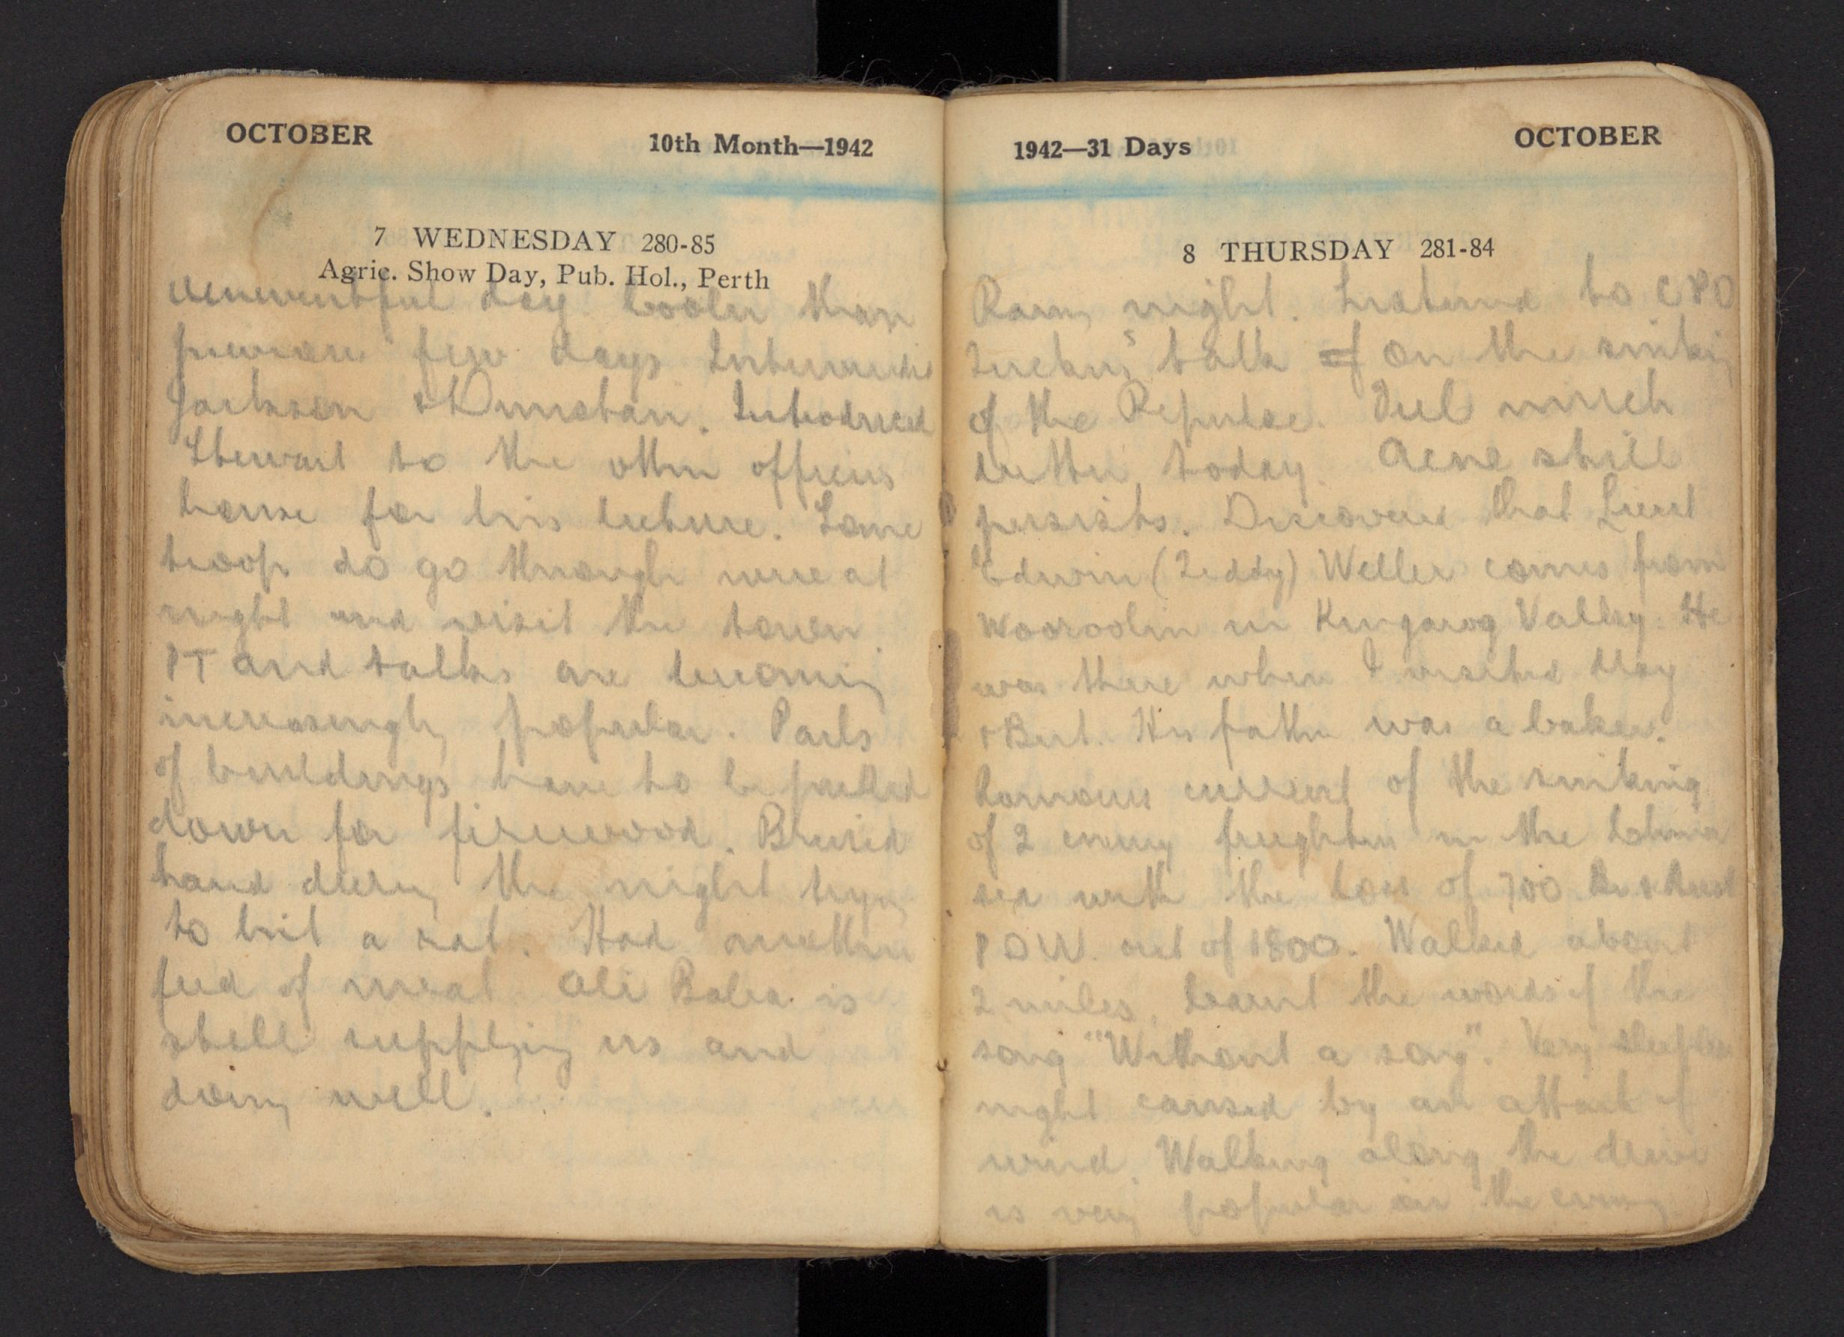 OCTOBER
10th Month—1942
7 WEDNESDAY 280-85
Agric. Show Day, Pub. Hol., Perth
uneventful day Cooler than
previous few days
Jackson & Dunstan. Introduced
Stewart to the other officers
house for his lecture. Some
troops do go through wire at
night and visit the town.
PT and talks are becoming
increasingly popular. Parts
of buildings have to be pulled
down for firewood. Bruised
hand during the night trying
to hit a rat. Had another
feed of meat. Ali Baba is
still supplying us and
doing well.
1942—31 Days
OCTOBER
8 THURSDAY 281-84
Rainy night. Listened to CPO
talk of on the sinking
of the Repulse. Feel much
better today. Acne still
persists. Discovered that Lieut
Edwin (Teddy) Weller comes from
Wooroolin in Kingaroy Valley. He
was there when I visited May
& Bert. His father was a baker.
Rumours current of the sinking
of 2 enemy freighters in the China
sea with the loss of 700
POW. out of 1800. Walked about
2 miles. Learnt the words of the
song "Without a song". Very sleepless
night caused by an attack of
wind. Walking along the drive
is very popular in the evening